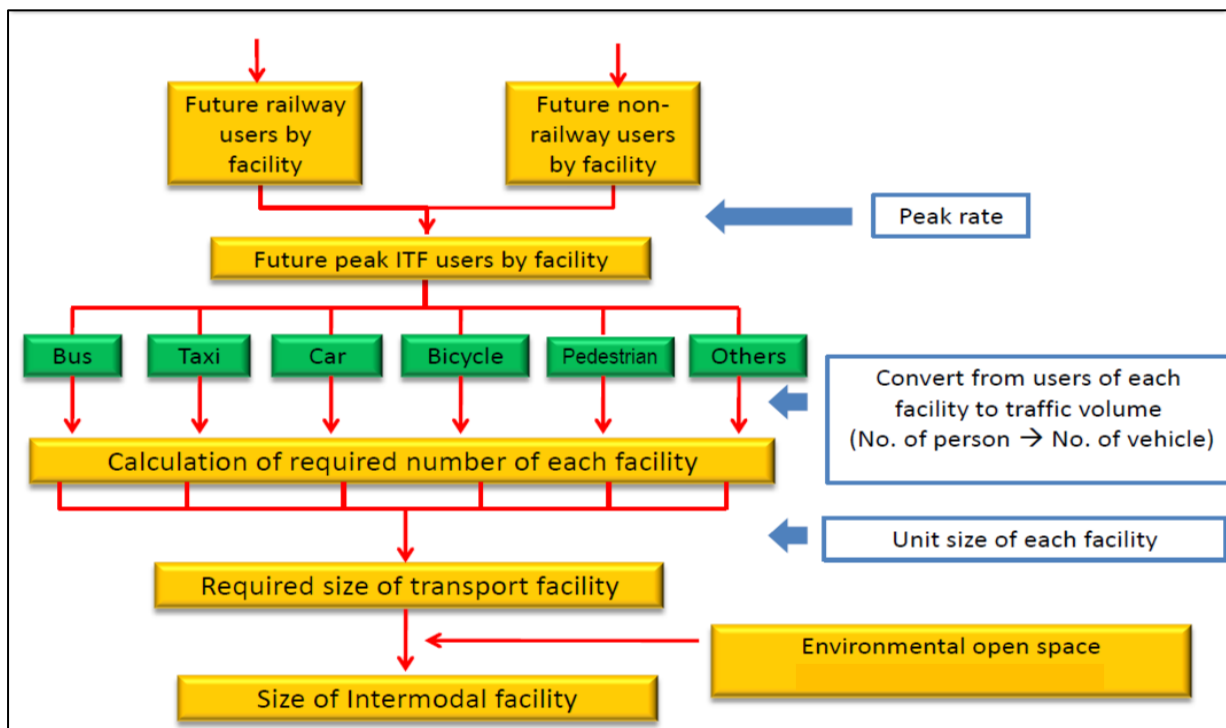 Future railway
users by
facility
Future non-
railway users
by facility
Peak rate
Future peak ITF users by facility
Bus
Taxi
Car
Bicycle
Pedestrian
Others
Convert from users of each
facility to traffic volume
(No. of person → No. of vehicle)
Calculation of required number of each facility
Unit size of each facility
Required size of transport facility
Environmental open space
Size of Intermodal facility